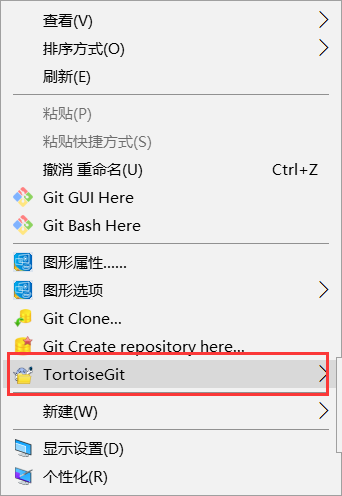 查看(V)
排序方式(O)
刷新(E)
粘贴(P)
粘贴快捷方式(S)
撤消 重命名(U) Ctrl+Z
Git GUI Here
Git Bash Here
图形属性......
图形选项
Git Clone...
Git Create repository here...
TortoiseGit
新建(W)
显示设置(D)
个性化(R)